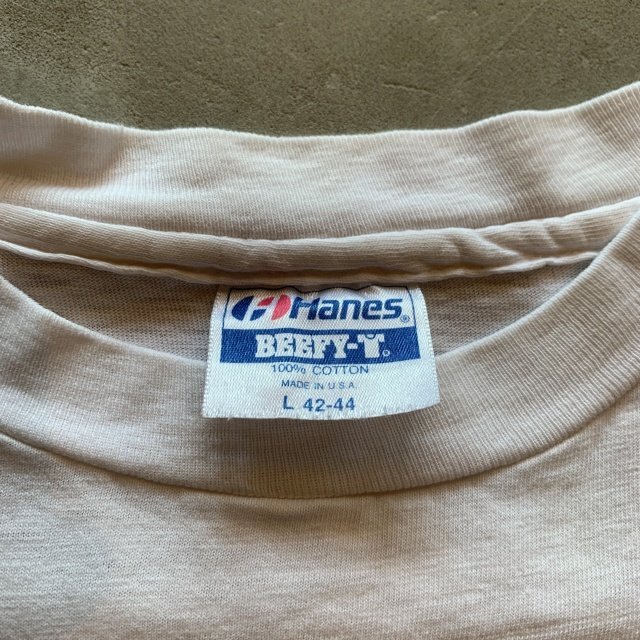 Hanes®
BEEFY-T®
100% COTTON
MADE IN U.S.A.
L 42-44